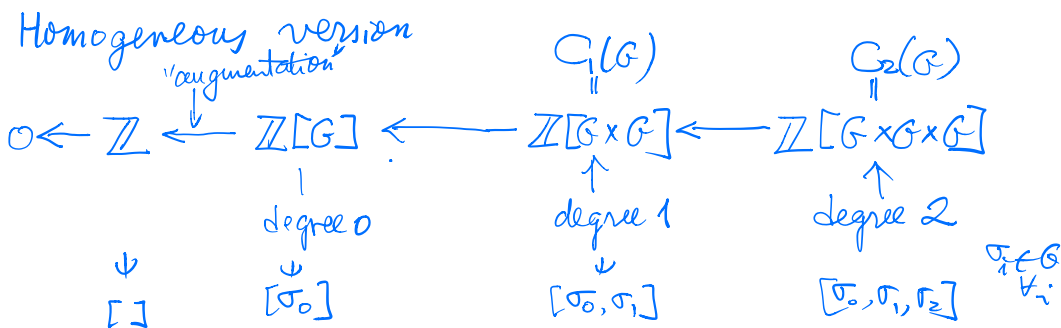 Homogeneous version
"augmentation" C₁(G) C₂(G)
|| ||
0 ← ℤ ← ℤ[G] ← ℤ[G×G] ← ℤ[G×G×G]
degree 0 degree 1 degree 2
[ ] [σ₀] [σ₀, σ₁] [σ₀, σ₁, σ₂] σᵢ ∈ G ∀ᵢ